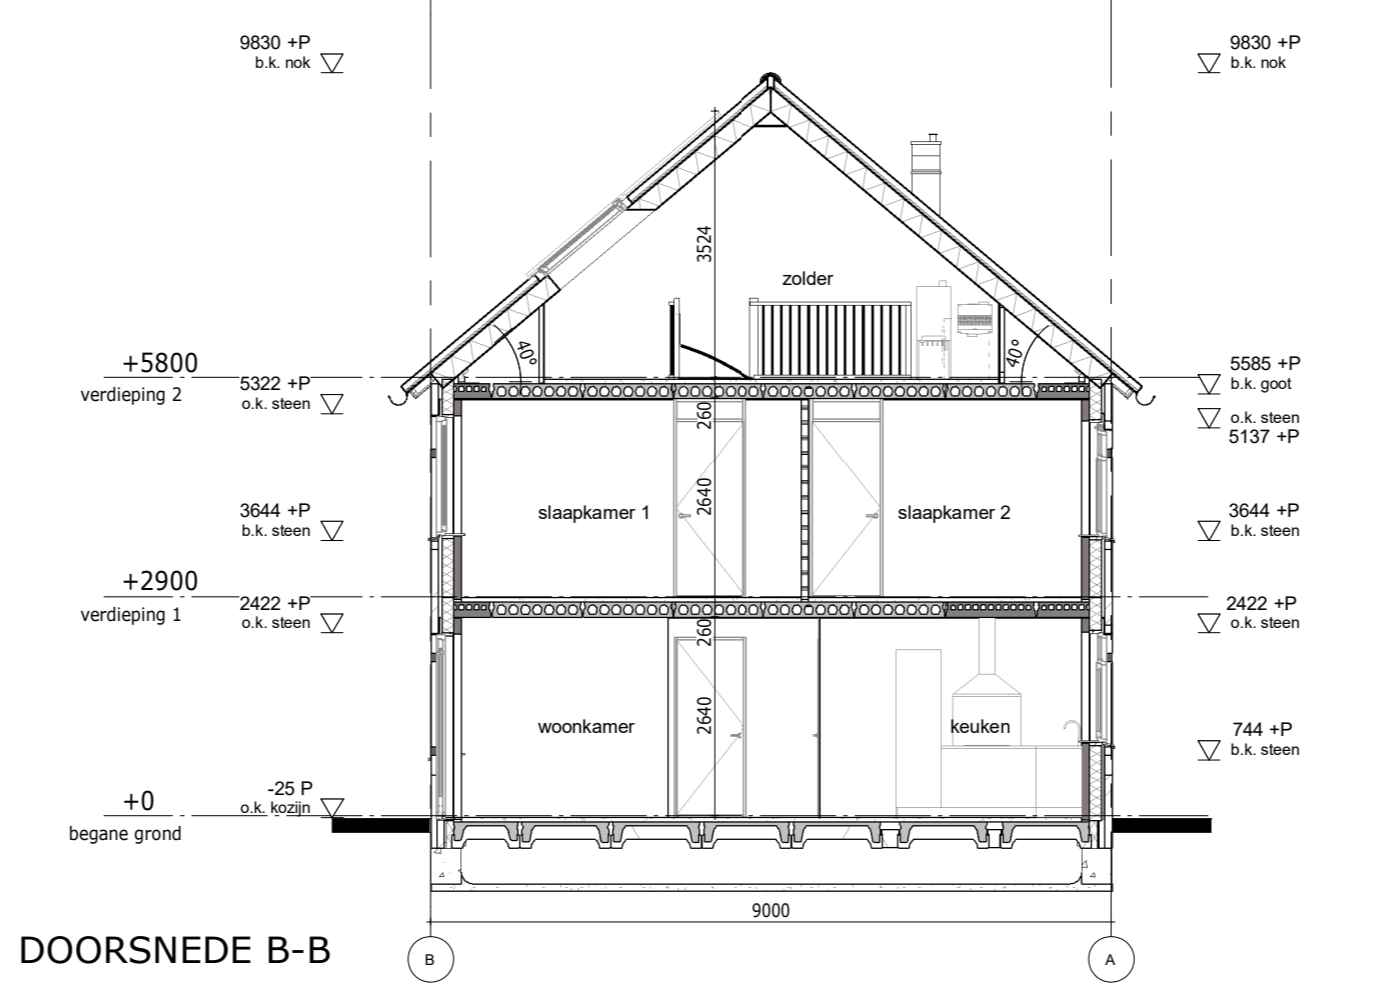 9830 +P
b.k. nok
9830 +P
b.k. nok
3524
zolder
40°
40°
+5800
verdieping 2
5322 +P
o.k. steen
5585 +P
b.k. goot
o.k. steen
5137 +P
260
2640
slaapkamer 1
slaapkamer 2
3644 +P
b.k. steen
3644 +P
b.k. steen
+2900
verdieping 1
2422 +P
o.k. steen
2422 +P
o.k. steen
260
2640
woonkamer
keuken
744 +P
b.k. steen
-25 P
o.k. kozijn
+0
begane grond
9000
DOORSNEDE B-B
B
A